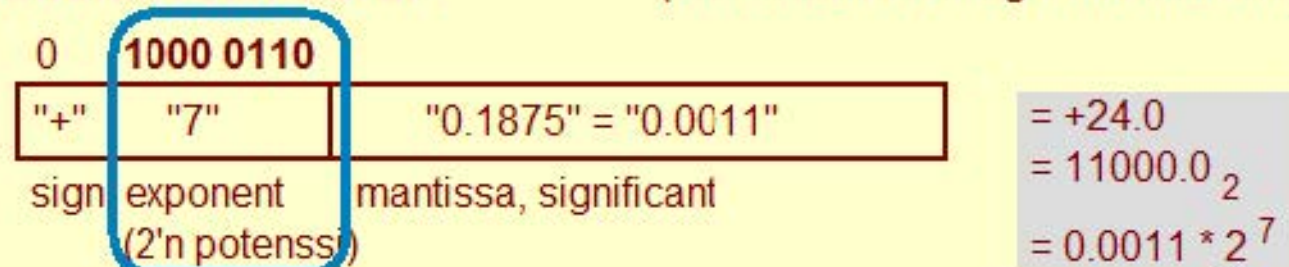 0 1000 0110
"+" "7" "0.1875" = "0.0011"
sign exponent mantissa, significant
(2'n potenssi)
= +24.0
= 11000.0 2
= 0.0011 * 2 7